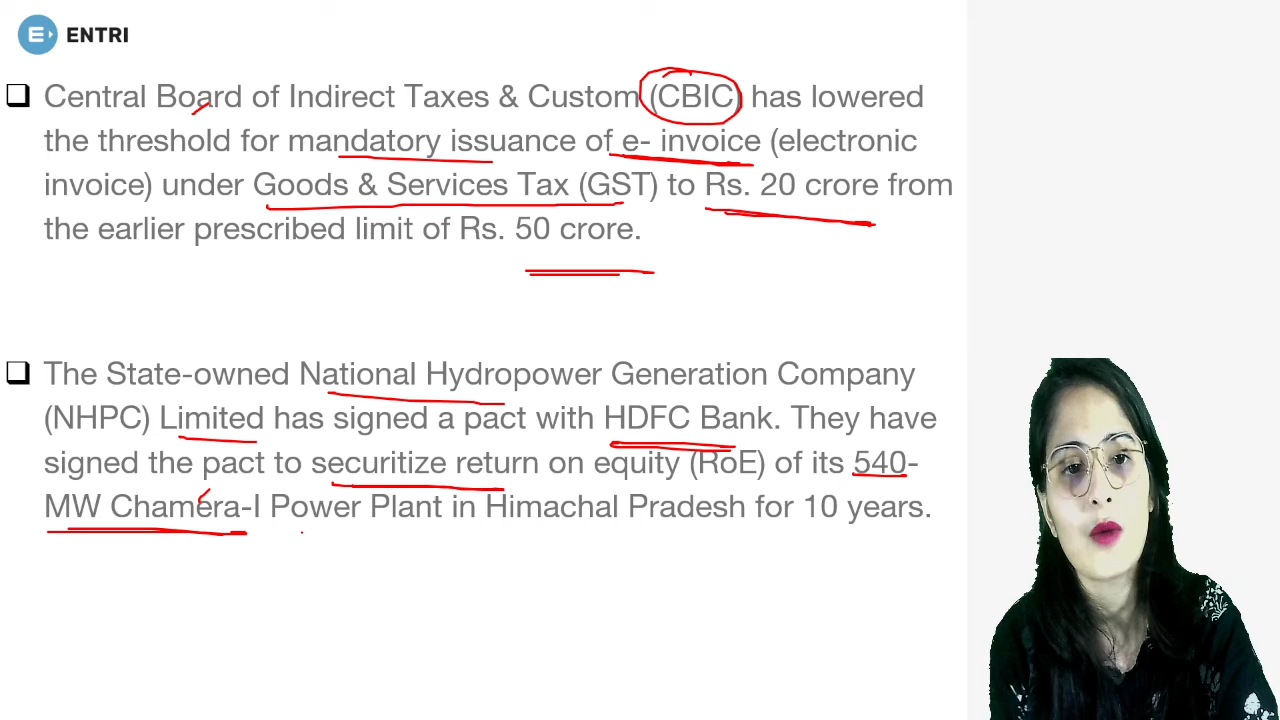 ENTRI
Central Board of Indirect Taxes & Custom (CBIC) has lowered
the threshold for mandatory issuance of e- invoice (electronic
invoice) under Goods & Services Tax (GST) to Rs. 20 crore from
the earlier prescribed limit of Rs. 50 crore.
The State-owned National Hydropower Generation Company
(NHPC) Limited has signed a pact with HDFC Bank. They have
signed the pact to securitize return on equity (RoE) of its 540-
MW Chamera-I Power Plant in Himachal Pradesh for 10 years.